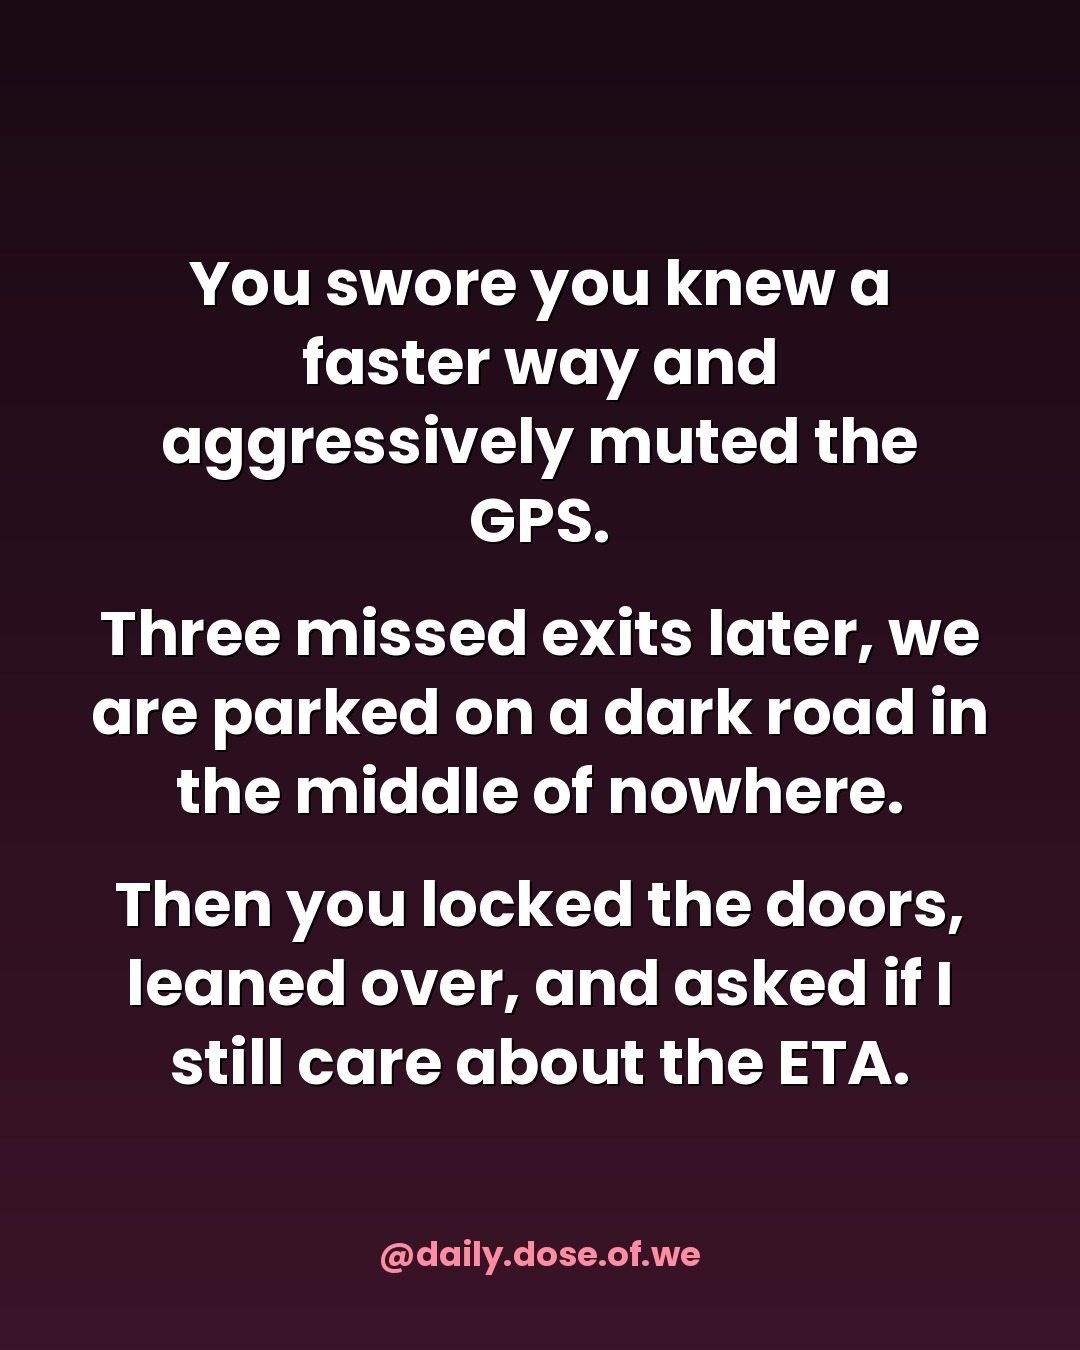 You swore you knew a
faster way and
aggressively muted the
GPS.
Three missed exits later, we
are parked on a dark road in
the middle of nowhere.
Then you locked the doors,
leaned over, and asked if I
still care about the ETA.
@daily.dose.of.we